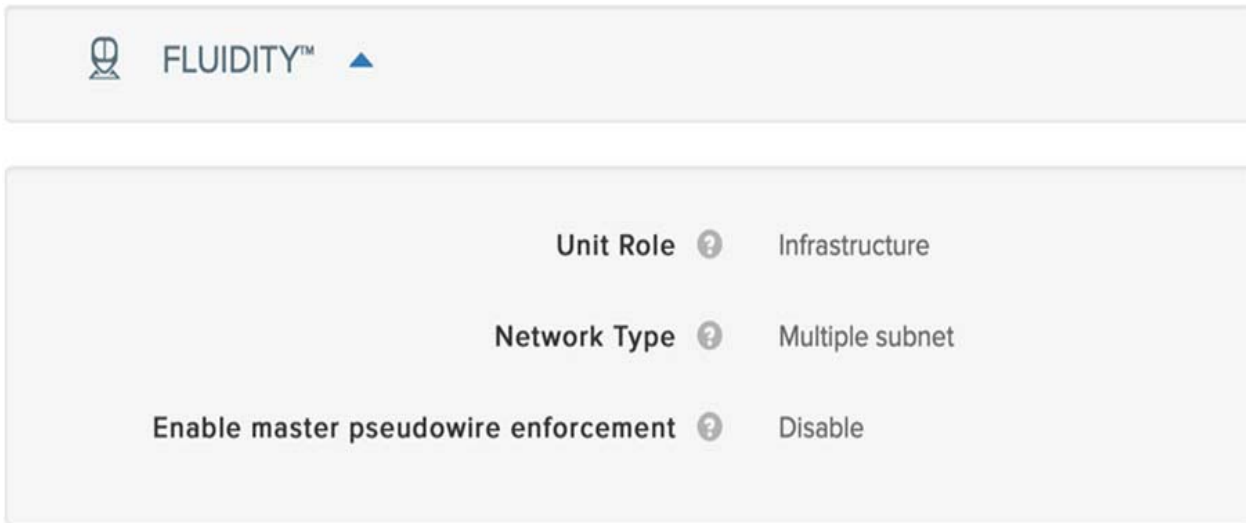 FLUIDITY™
Unit Role ? Infrastructure
Network Type ? Multiple subnet
Enable master pseudowire enforcement ? Disable